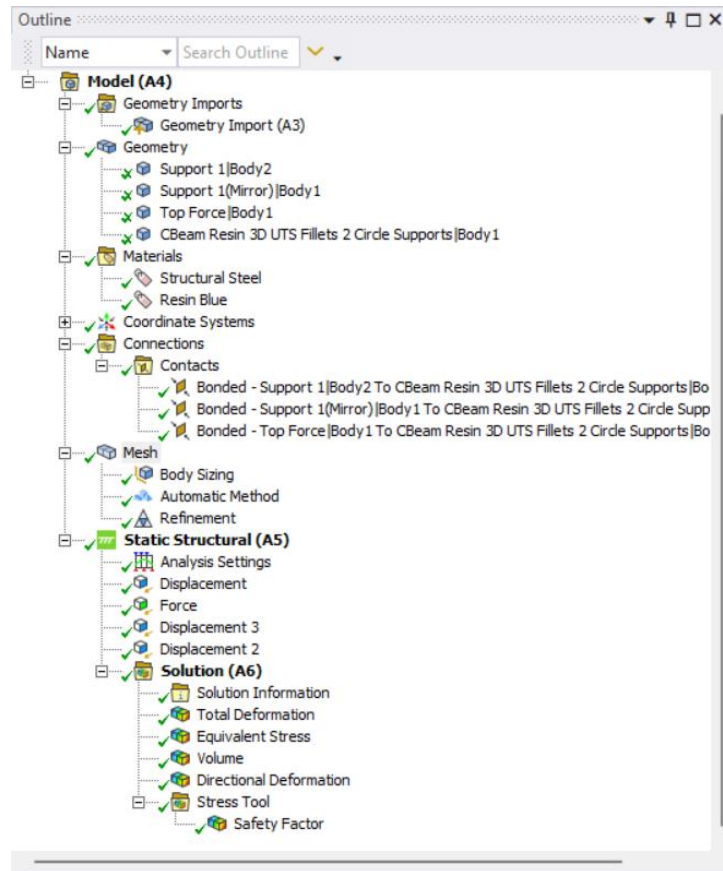 Outline
Name Search Outline
Model (A4)
Geometry Imports
Geometry Import (A3)
Geometry
Support 1|Body2
Support 1(Mirror)|Body1
Top Force|Body1
CBeam Resin 3D UTS Fillets 2 Circle Supports|Body1
Materials
Structural Steel
Resin Blue
Coordinate Systems
Connections
Contacts
Bonded - Support 1|Body2 To CBeam Resin 3D UTS Fillets 2 Circle Supports|Bo
Bonded - Support 1(Mirror)|Body1 To CBeam Resin 3D UTS Fillets 2 Circle Supp
Bonded - Top Force|Body1 To CBeam Resin 3D UTS Fillets 2 Circle Supports|Bo
Mesh
Body Sizing
Automatic Method
Refinement
Static Structural (A5)
Analysis Settings
Displacement
Force
Displacement 3
Displacement 2
Solution (A6)
Solution Information
Total Deformation
Equivalent Stress
Volume
Directional Deformation
Stress Tool
Safety Factor